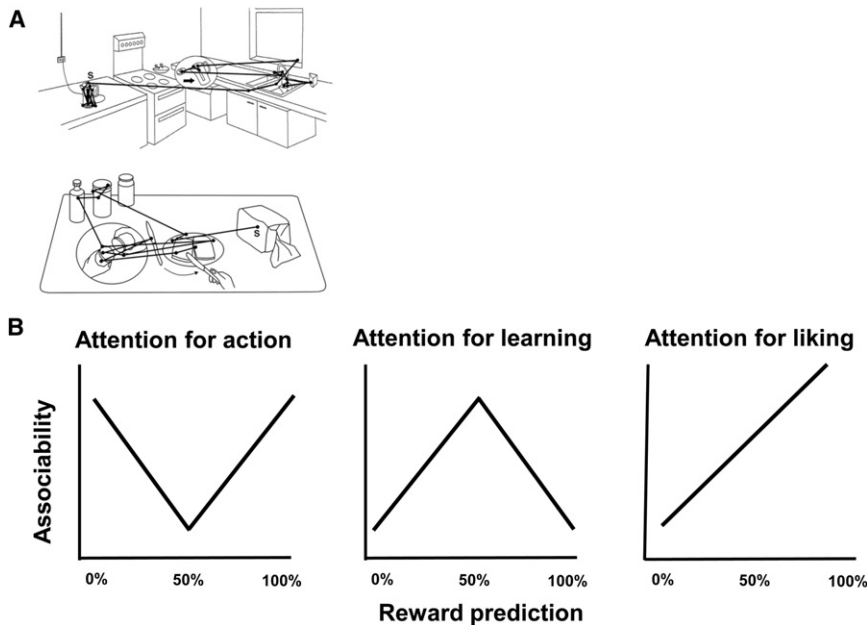 A
S
S
B
Attention for action
Attention for learning
Attention for liking
Associability
0%
50%
100%
0%
50%
100%
0%
50%
100%
Reward prediction